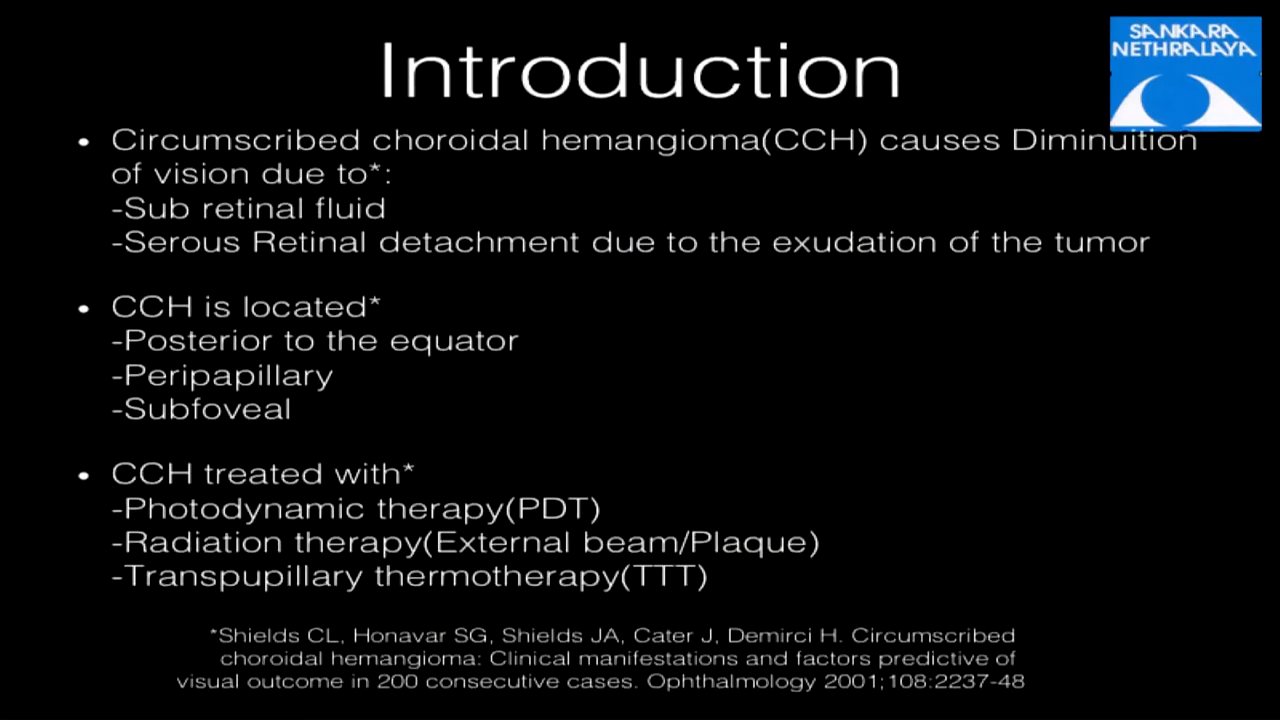 SANKARA
NETHRALAYA
Introduction
• Circumscribed choroidal hemangioma(CCH) causes Diminuition
of vision due to*:
-Sub retinal fluid
-Serous Retinal detachment due to the exudation of the tumor
• CCH is located*
-Posterior to the equator
-Peripapillary
-Subfoveal
• CCH treated with*
-Photodynamic therapy(PDT)
-Radiation therapy(External beam/Plaque)
-Transpupillary thermotherapy(TTT)
*Shields CL, Honavar SG, Shields JA, Cater J, Demirci H. Circumscribed
choroidal hemangioma: Clinical manifestations and factors predictive of
visual outcome in 200 consecutive cases. Ophthalmology 2001;108:2237-48